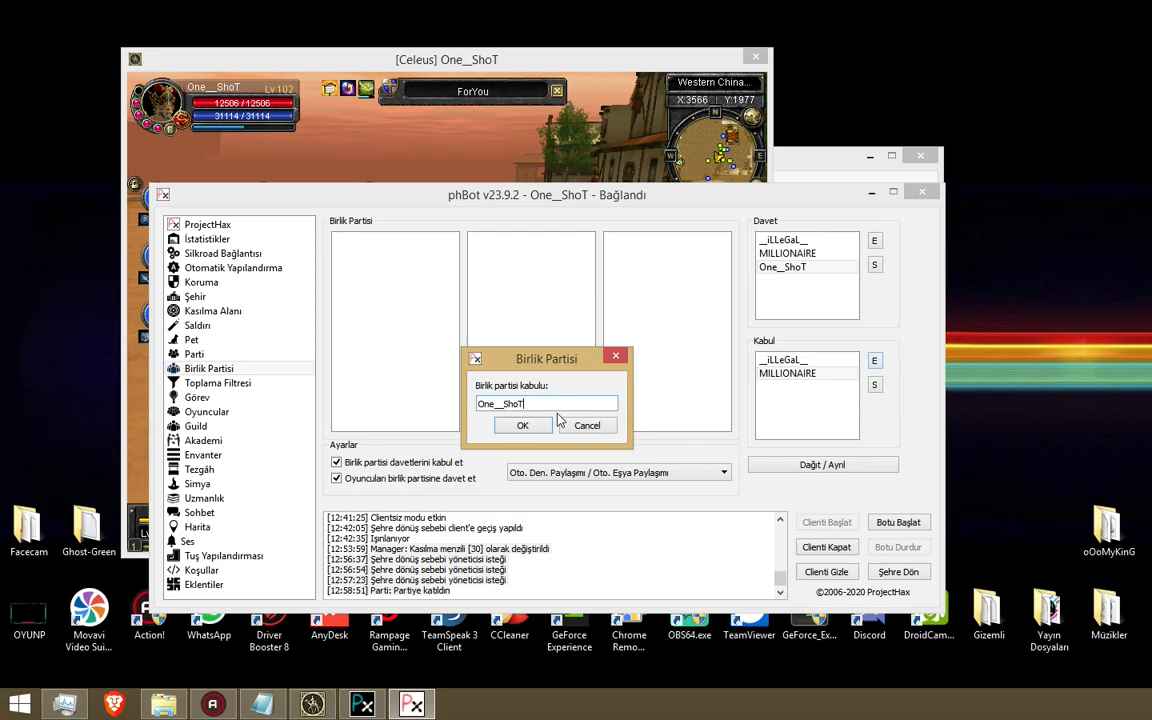 [Celeus] One__ShoT
One__ShoT
Lv 102
12506 / 12506
31114 / 31114
ForYou
Western China...
X:3566 Y:1977
N
W
E
phBot v23.9.2 - One__ShoT - Bağlandı
ProjectHax
İstatistikler
Silkroad Bağlantısı
Otomatik Yapılandırma
Koruma
Şehir
Kasılma Alanı
Saldırı
Pet
Parti
Birlik Partisi
Toplama Filtresi
Görev
Oyuncular
Guild
Akademi
Envanter
Tezgâh
Simya
Uzmanlık
Sohbet
Harita
Ses
Tuş Yapılandırması
Koşullar
Eklentiler
Birlik Partisi
Davet
__iLLeGaL__
MILLIONAIRE
One__ShoT
E
S
Kabul
__iLLeGaL__
MILLIONAIRE
E
S
Birlik Partisi
Birlik partisi kabulu:
One__ShoT
OK
Cancel
Ayarlar
Birlik partisi davetlerini kabul et
Oyuncuları birlik partisine davet et
Oto. Den. Paylaşımı / Oto. Eşya Paylaşımı
Dağıt / Ayrıl
[12:41:25] Clientsiz modu etkin
[12:42:05] Şehre dönüş sebebi client'e geçiş yapıldı
[12:42:35] Işınlanıyor
[12:53:59] Manager: Kasılma menzili [30] olarak değiştirildi
[12:56:37] Şehre dönüş sebebi yöneticisi isteği
[12:56:54] Şehre dönüş sebebi yöneticisi isteği
[12:57:23] Şehre dönüş sebebi yöneticisi isteği
[12:58:51] Parti: Partiye katıldın
Clienti Başlat
Botu Başlat
Clienti Kapat
Botu Durdur
Clienti Gizle
Şehre Dön
©2006-2020 ProjectHax
Facecam
Ghost-Green
oOoMyKinG
OYUNP
Movavi Video Sui...
Action!
WhatsApp
Driver Booster 8
AnyDesk
Rampage Gamin...
TeamSpeak 3 Client
CCleaner
GeForce Experience
Chrome Remo...
OBS64.exe
TeamViewer
GeForce_Ex...
Discord
DroidCam...
Gizemli
Yayın Dosyaları
Müzikler